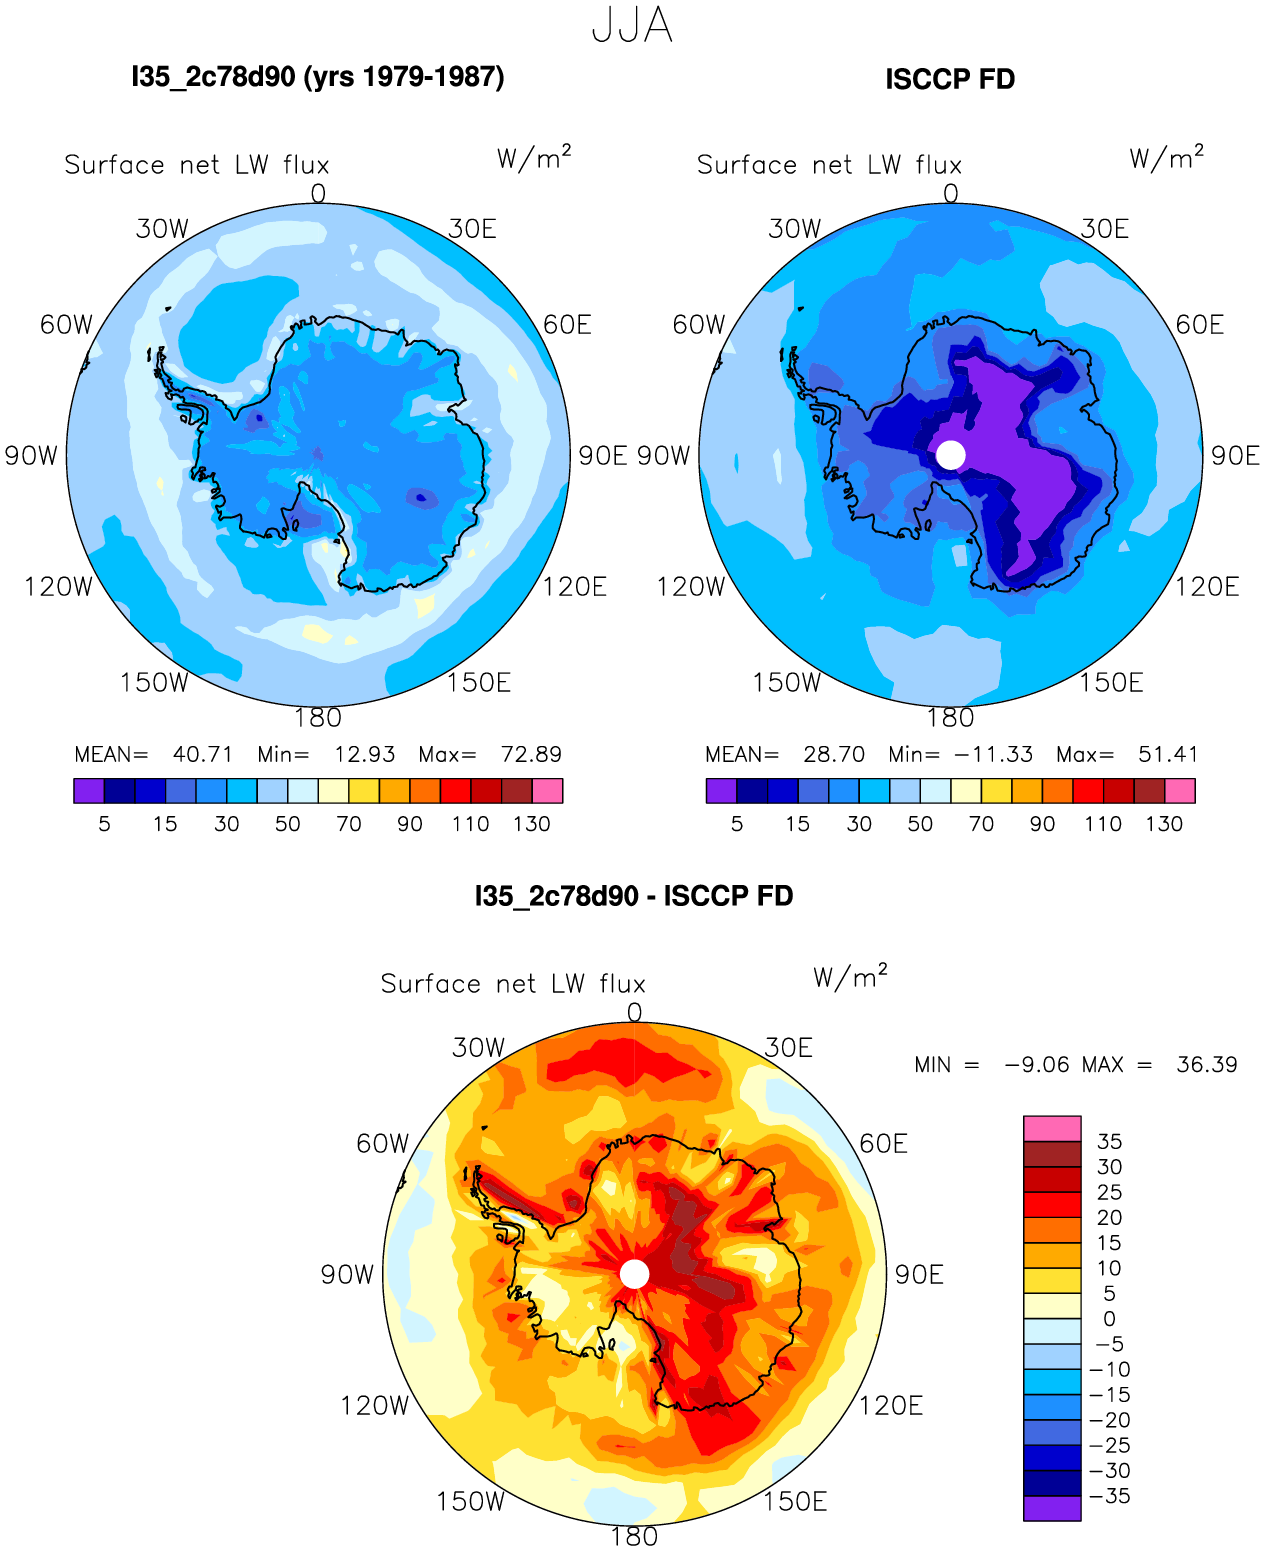 JJA
I35_2c78d90 (yrs 1979-1987)
ISCCP FD
Surface net LW flux W/m²
Surface net LW flux W/m²
0
30W 30E
60W 60E
90W 90E
120W 120E
150W 150E
180
0
30W 30E
60W 60E
90W 90E
120W 120E
150W 150E
180
MEAN= 40.71 Min= 12.93 Max= 72.89
5 15 30 50 70 90 110 130
MEAN= 28.70 Min= −11.33 Max= 51.41
5 15 30 50 70 90 110 130
I35_2c78d90 - ISCCP FD
Surface net LW flux W/m²
0
30W 30E
60W 60E
90W 90E
120W 120E
150W 150E
180
MIN = −9.06 MAX = 36.39
35
30
25
20
15
10
5
0
−5
−10
−15
−20
−25
−30
−35